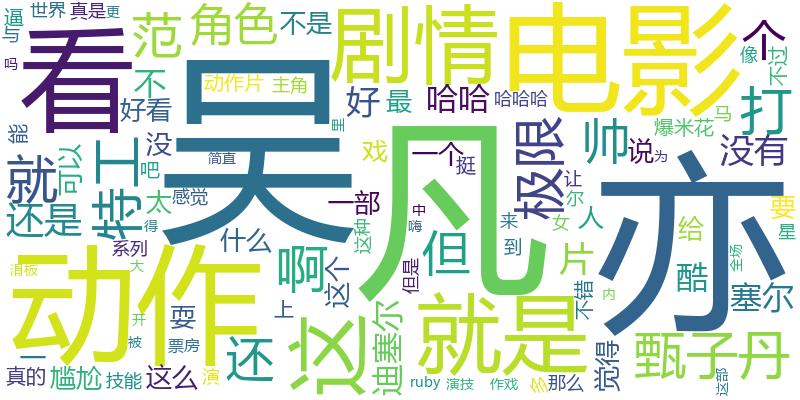 逼 世界 真是 更
与
吗
看
吴
范
角色
不是
剧情
电影
个
像
不过
不
动作片
主角
好看
好
最
哈哈
哈哈哈
打
能
没
里
凡
极限
帅
说
爆米花
马
为
没有
就
可以
特工
吧
简直
戏
一个
挺
让
亦
还是
太
得
感觉
一部
这种
中
嗨
但是
但
来
到
尔
女
人
给
要
星
系列
什么
啊
这个
片
酷
全场
滑板
大
动作
上
这
迪塞尔
就是
不错
内
塞尔
开
被
耍
票房
还
觉得
甄子丹
一
真的
尴尬
技能
这么
演
ruby
演技
作戏
多
那么
这部